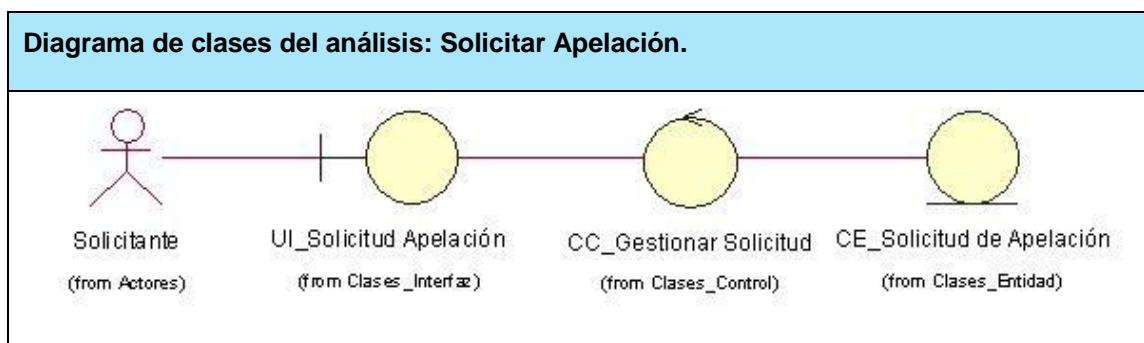 Diagrama de clases del análisis: Solicitar Apelación.
Solicitante UI_Solicitud Apelación CC_Gestionar Solicitud CE_Solicitud de Apelación
(from Actores) (from Clases_Interfaz) (from Clases_Control) (from Clases_Entidad)